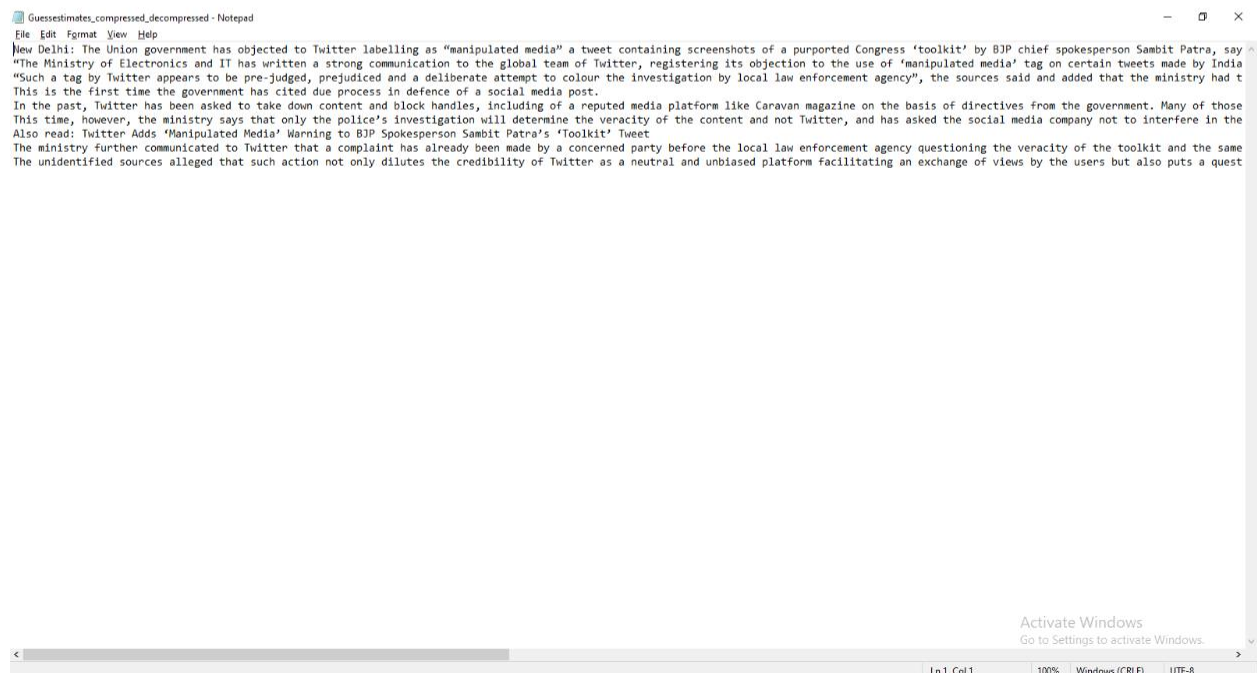 Guessestimates_compressed_decompressed - Notepad
File Edit Format View Help
New Delhi: The Union government has objected to Twitter labelling as “manipulated media” a tweet containing screenshots of a purported Congress ‘toolkit’ by BJP chief spokesperson Sambit Patra, say
“The Ministry of Electronics and IT has written a strong communication to the global team of Twitter, registering its objection to the use of ‘manipulated media’ tag on certain tweets made by India
“Such a tag by Twitter appears to be pre-judged, prejudiced and a deliberate attempt to colour the investigation by local law enforcement agency”, the sources said and added that the ministry had t
This is the first time the government has cited due process in defence of a social media post.
In the past, Twitter has been asked to take down content and block handles, including of a reputed media platform like Caravan magazine on the basis of directives from the government. Many of those
This time, however, the ministry says that only the police’s investigation will determine the veracity of the content and not Twitter, and has asked the social media company not to interfere in the
Also read: Twitter Adds ‘Manipulated Media’ Warning to BJP Spokesperson Sambit Patra’s ‘Toolkit’ Tweet
The ministry further communicated to Twitter that a complaint has already been made by a concerned party before the local law enforcement agency questioning the veracity of the toolkit and the same
The unidentified sources alleged that such action not only dilutes the credibility of Twitter as a neutral and unbiased platform facilitating an exchange of views by the users but also puts a quest
Activate Windows
Go to Settings to activate Windows.
Ln 1, Col 1 100% Windows (CRLF) UTF-8